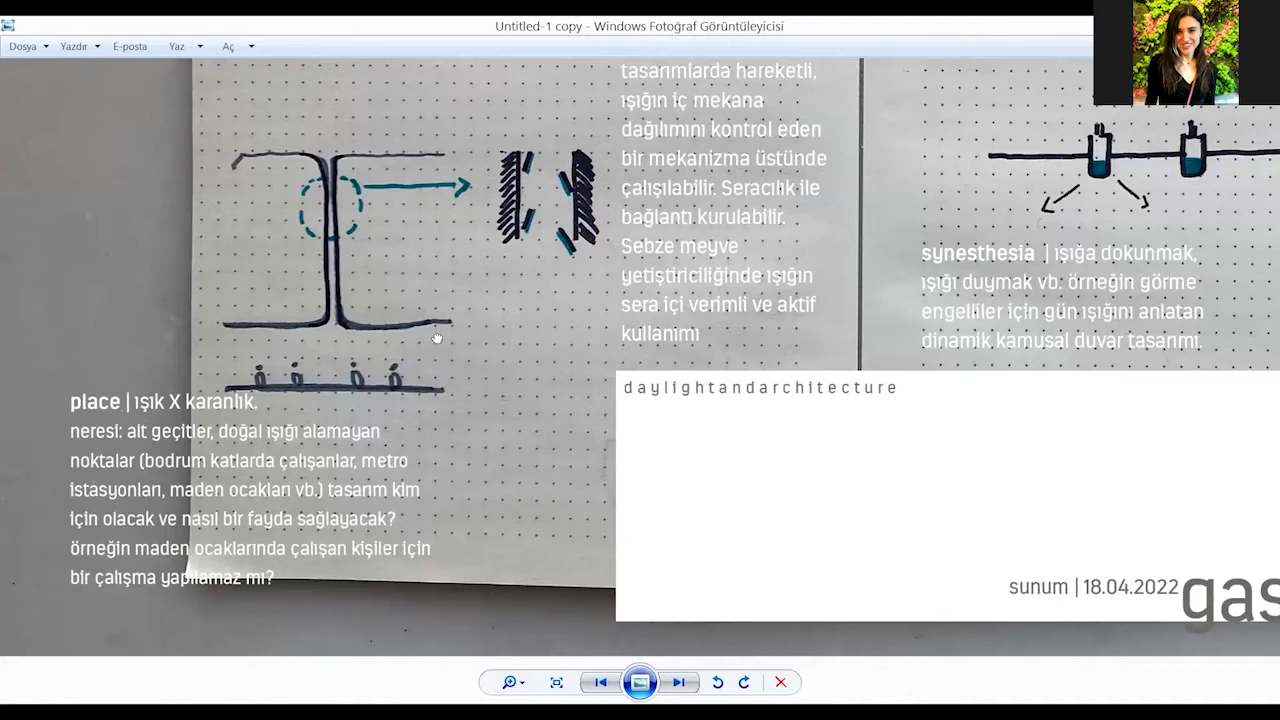 Untitled-1 copy - Windows Fotoğraf Görüntüleyicisi
Dosya Yazdır E-posta Yaz Aç
tasarımlarda hareketli,
ışığın iç mekana
dağılımını kontrol eden
bir mekanizma üstünde
çalışılabilir. Seracılık ile
bağlantı kurulabilir.
Sebze meyve
yetiştiriciliğinde ışığın
sera içi verimli ve aktif
kullanımı
synesthesia | ışığa dokunmak,
ışığı duymak vb: örneğin görme
engelliler için gün ışığını anlatan
dinamik kamusal duvar tasarımı.
place | ışık X karanlık.
neresi: alt geçitler, doğal ışığı alamayan
noktalar (bodrum katlarda çalışanlar, metro
istasyonları, maden ocakları vb.) tasarım kim
için olacak ve nasıl bir fayda sağlayacak?
örneğin maden ocaklarında çalışan kişiler için
bir çalışma yapılamaz mı?
daylightandarchitecture
sunum | 18.04.2022
gas